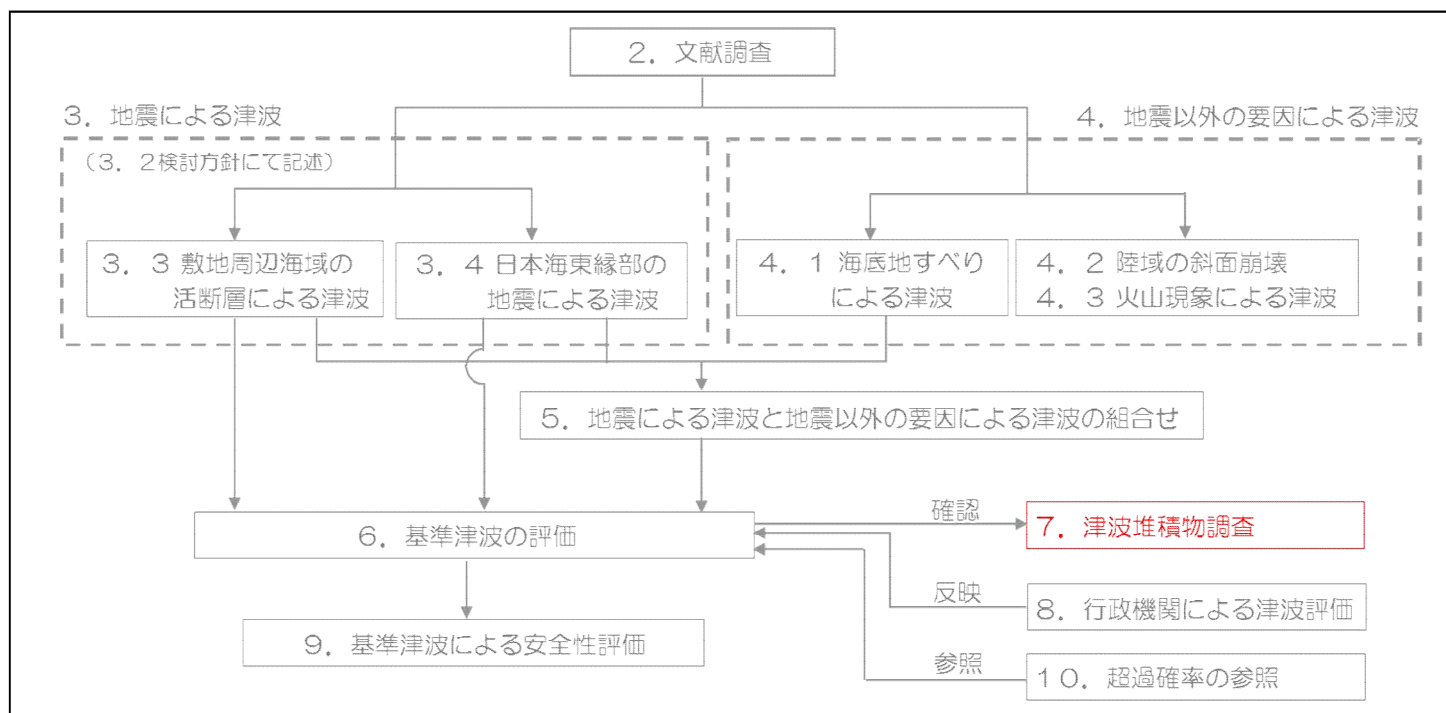 2．文献調査
3．地震による津波
4．地震以外の要因による津波
（3．2検討方針にて記述）
3．3 敷地周辺海域の
活断層による津波
3．4 日本海東縁部の
地震による津波
4．1 海底地すべり
による津波
4．2 陸域の斜面崩壊
4．3 火山現象による津波
5．地震による津波と地震以外の要因による津波の組合せ
6．基準津波の評価
確認
7．津波堆積物調査
反映
8．行政機関による津波評価
9．基準津波による安全性評価
参照
10．超過確率の参照